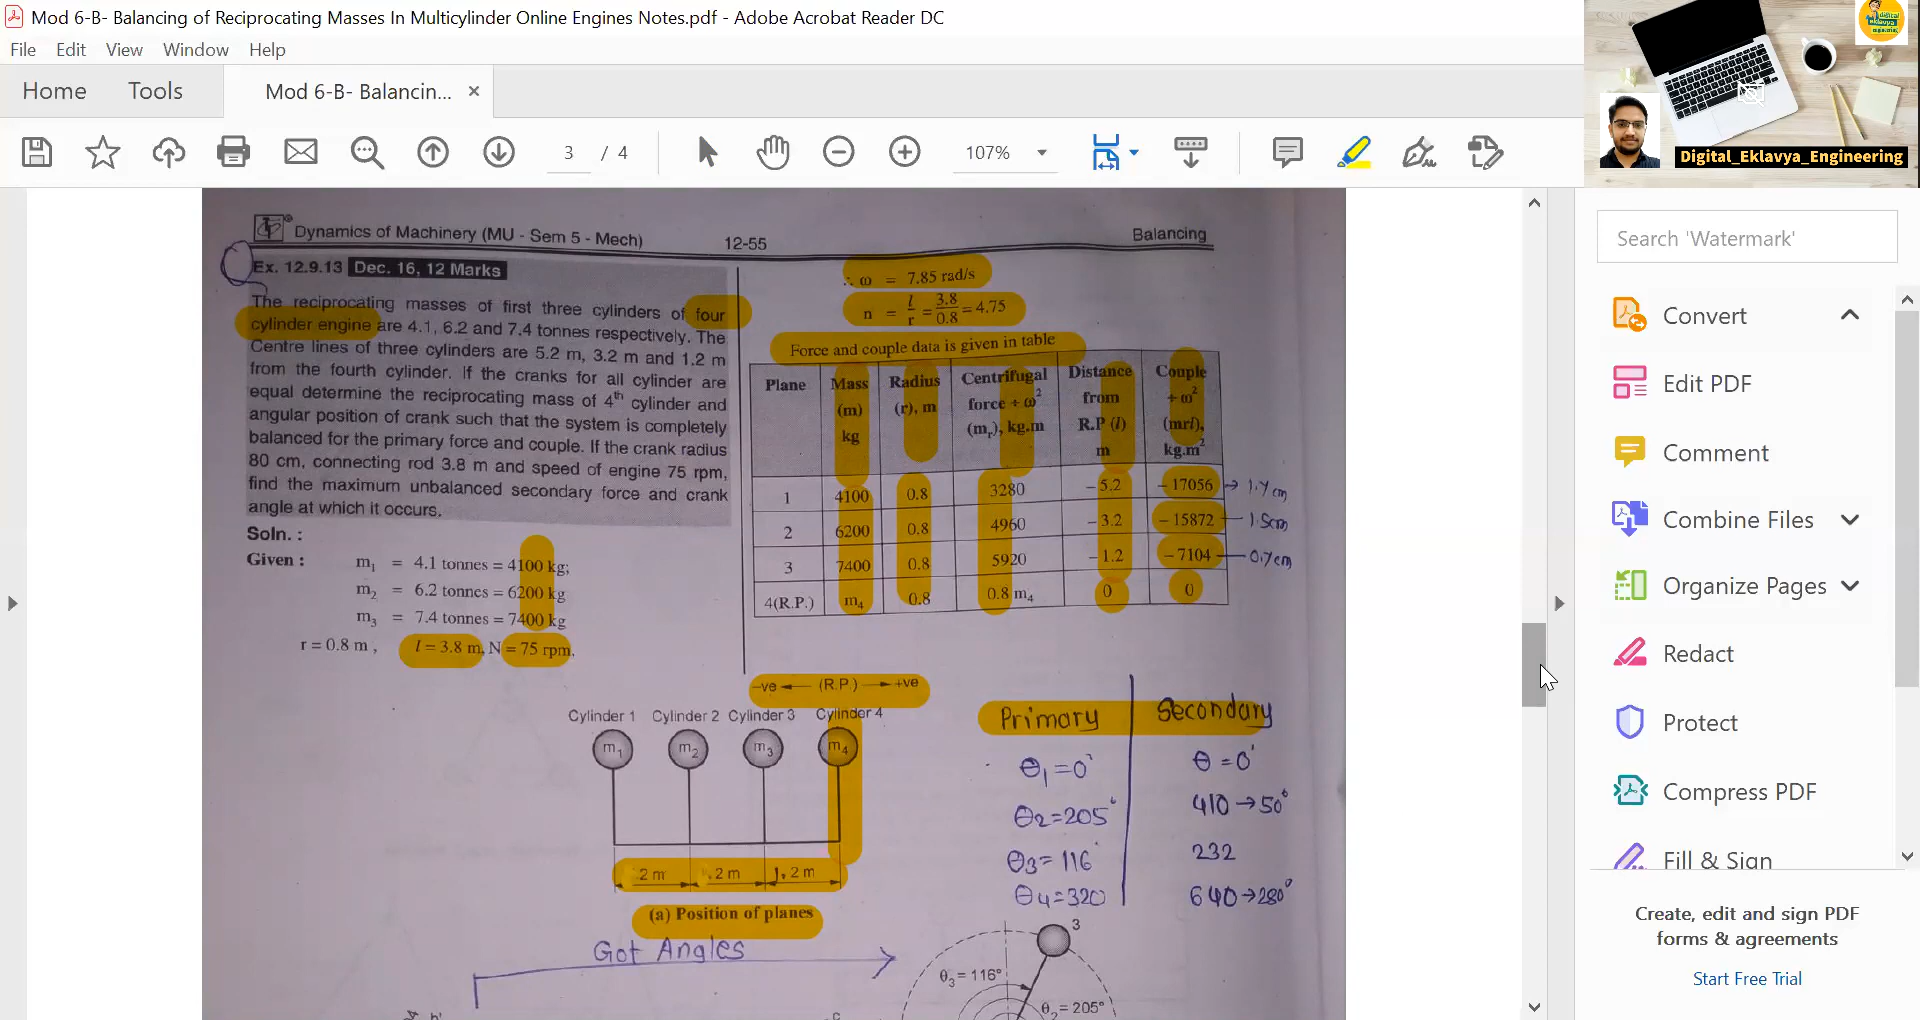 Mod 6-B- Balancing of Reciprocating Masses In Multicylinder Online Engines Notes.pdf - Adobe Acrobat Reader DC
File Edit View Window Help
Home Tools Mod 6-B- Balancin... ×
3 / 4 107%
digital eklavya engineering
Digital_Eklavya_Engineering
Dynamics of Machinery (MU - Sem 5 - Mech) 12-55 Balancing
Ex. 12.9.13 Dec. 16, 12 Marks
The reciprocating masses of first three cylinders of four
cylinder engine are 4.1, 6.2 and 7.4 tonnes respectively. The
Centre lines of three cylinders are 5.2 m, 3.2 m and 1.2 m
from the fourth cylinder. If the cranks for all cylinder are
equal determine the reciprocating mass of 4th cylinder and
angular position of crank such that the system is completely
balanced for the primary force and couple. If the crank radius
80 cm, connecting rod 3.8 m and speed of engine 75 rpm,
find the maximum unbalanced secondary force and crank
angle at which it occurs.
Soln. :
Given : m₁ = 4.1 tonnes = 4100 kg;
m₂ = 6.2 tonnes = 6200 kg
m₃ = 7.4 tonnes = 7400 kg
r = 0.8 m , l = 3.8 m, N = 75 rpm,
∴ ω = 7.85 rad/s
n = l/r = 3.8/0.8 = 4.75
Force and couple data is given in table
Plane Mass (m) kg Radius (r), m Centrifugal force ÷ ω² (mr), kg.m Distance from R.P (l) m Couple ÷ ω² (mrl), kg.m²
1 4100 0.8 3280 – 5.2 – 17056 → 1.7cm
2 6200 0.8 4960 – 3.2 – 15872 – 1.5cm
3 7400 0.8 5920 – 1.2 – 7104 – 0.7cm
4(R.P.) m₄ 0.8 0.8 m₄ 0 0
–ve ← (R.P.) → +ve
Cylinder 1 Cylinder 2 Cylinder 3 Cylinder 4
m₁ m₂ m₃ m₄
2 m . 2 m 1.2 m
(a) Position of planes
Got Angles
Primary Secondary
θ₁=0° θ=0°
θ2=205° 410→50°
θ3=116° 232
θ4=320 640→280°
3
θ₃ = 116°
θ₂ = 205°
Search 'Watermark'
Convert
Edit PDF
Comment
Combine Files
Organize Pages
Redact
Protect
Compress PDF
Fill & Sign
Create, edit and sign PDF
forms & agreements
Start Free Trial